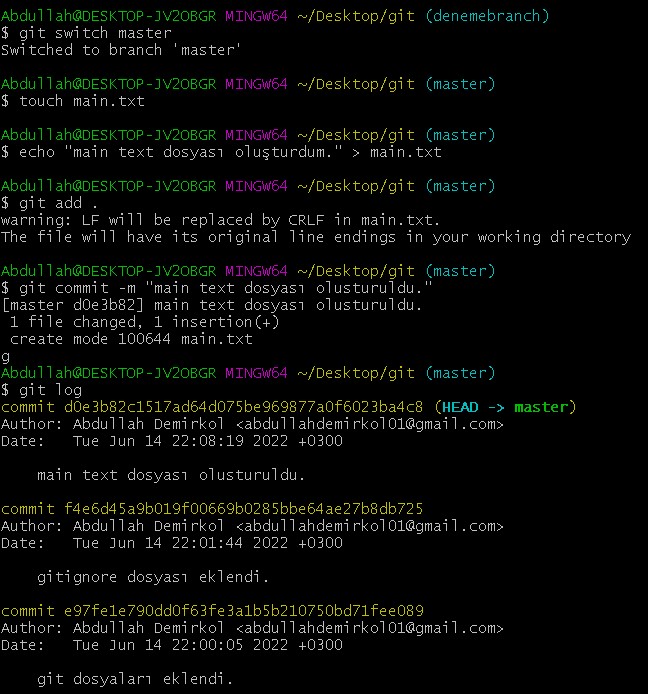 Abdullah@DESKTOP-JV2OBGR MINGW64 ~/Desktop/git (denemebranch)
$ git switch master
Switched to branch 'master'
Abdullah@DESKTOP-JV2OBGR MINGW64 ~/Desktop/git (master)
$ touch main.txt
Abdullah@DESKTOP-JV2OBGR MINGW64 ~/Desktop/git (master)
$ echo "main text dosyası oluşturdum." > main.txt
Abdullah@DESKTOP-JV2OBGR MINGW64 ~/Desktop/git (master)
$ git add .
warning: LF will be replaced by CRLF in main.txt.
The file will have its original line endings in your working directory
Abdullah@DESKTOP-JV2OBGR MINGW64 ~/Desktop/git (master)
$ git commit -m "main text dosyası olusturuldu."
[master d0e3b82] main text dosyası olusturuldu.
 1 file changed, 1 insertion(+)
 create mode 100644 main.txt
g
Abdullah@DESKTOP-JV2OBGR MINGW64 ~/Desktop/git (master)
$ git log
commit d0e3b82c1517ad64d075be969877a0f6023ba4c8 (HEAD -> master)
Author: Abdullah Demirkol <abdullahdemirkol01@gmail.com>
Date:   Tue Jun 14 22:08:19 2022 +0300
    main text dosyası olusturuldu.
commit f4e6d45a9b019f00669b0285bbe64ae27b8db725
Author: Abdullah Demirkol <abdullahdemirkol01@gmail.com>
Date:   Tue Jun 14 22:01:44 2022 +0300
    gitignore dosyası eklendi.
commit e97fe1e790dd0f63fe3a1b5b210750bd71fee089
Author: Abdullah Demirkol <abdullahdemirkol01@gmail.com>
Date:   Tue Jun 14 22:00:05 2022 +0300
    git dosyaları eklendi.